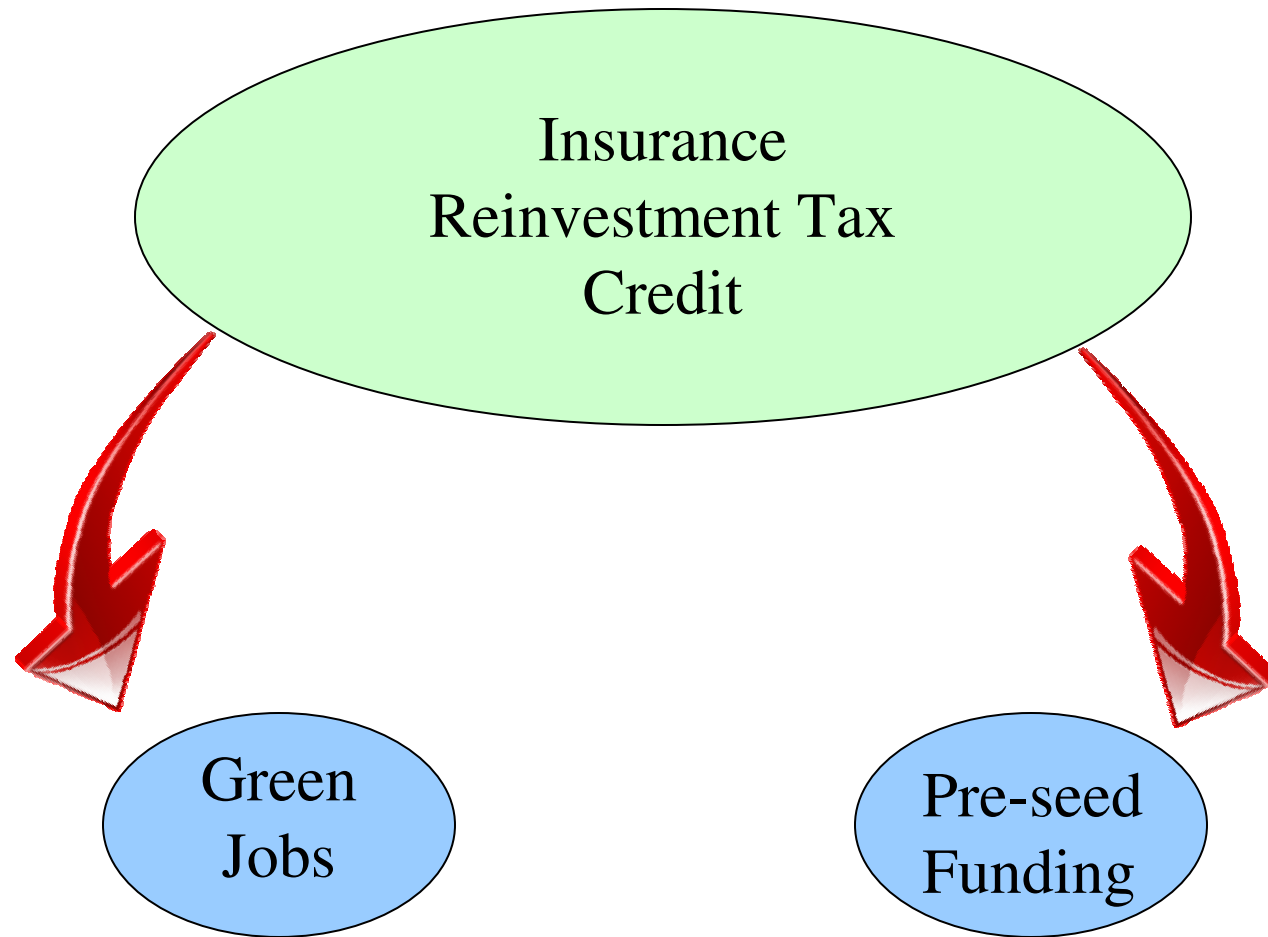 Insurance
Reinvestment Tax
Credit
Green
Jobs
Pre-seed
Funding